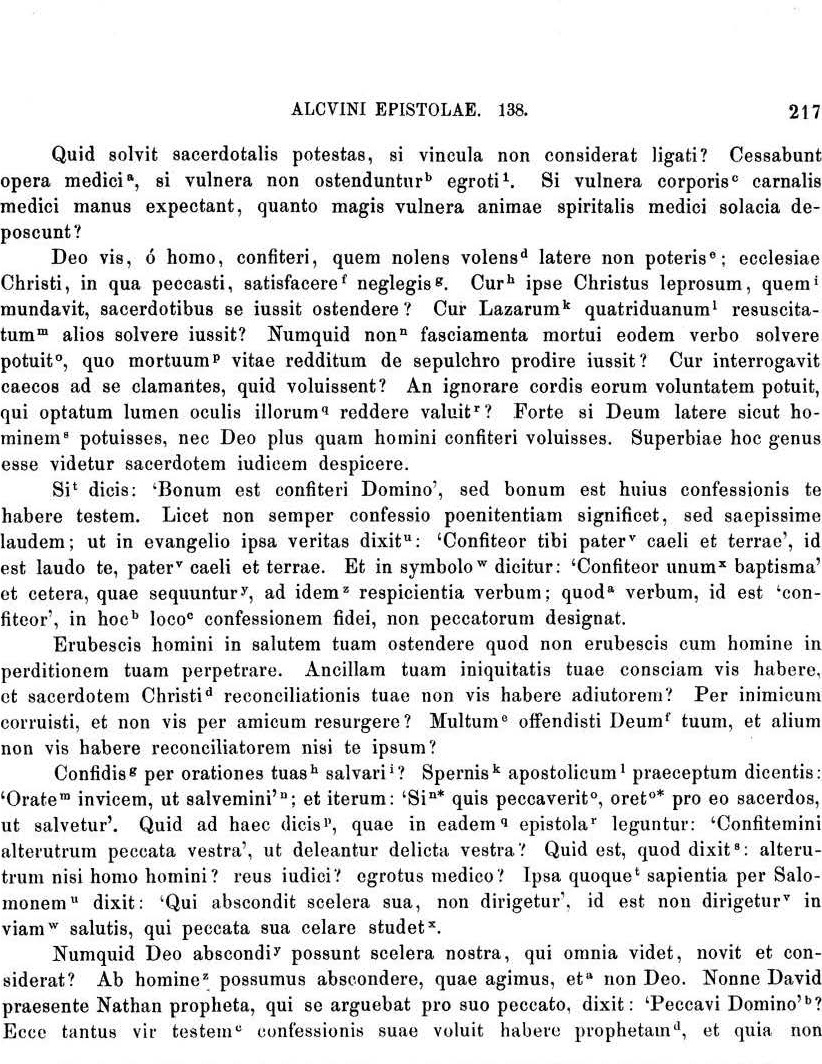 ALCVINI EPISTOLAE. 138. 217
Quid solvit sacerdotalis potestas, si vincula non considerat ligati? Cessabunt
opera medici a, si vulnera non ostenduntur b egroti 1. Si vulnera corporis c carnalis
medici manus expectant, quanto magis vulnera animae spiritalis medici solacia de-
poscunt?
Deo vis, ó homo, confiteri, quem nolens volens d latere non poteris e; ecclesiae
Christi, in qua peccasti, satisfacere f neglegis g. Cur h ipse Christus leprosum, quem i
mundavit, sacerdotibus se iussit ostendere? Cur Lazarum k quatriduanum l resuscita-
tum m alios solvere iussit? Numquid non n fasciamenta mortui eodem verbo solvere
potuit o, quo mortuum p vitae redditum de sepulchro prodire iussit? Cur interrogavit
caecos ad se clamantes, quid voluissent? An ignorare cordis eorum voluntatem potuit,
qui optatum lumen oculis illorum q reddere valuit r? Forte si Deum latere sicut ho-
minem s potuisses, nec Deo plus quam homini confiteri voluisses. Superbiae hoc genus
esse videtur sacerdotem iudicem despicere.
Si t dicis: ‘Bonum est confiteri Domino’, sed bonum est huius confessionis te
habere testem. Licet non semper confessio poenitentiam significet, sed saepissime
laudem; ut in evangelio ipsa veritas dixit u: ‘Confiteor tibi pater v caeli et terrae’, id
est laudo te, pater v caeli et terrae. Et in symbolo w dicitur: ‘Confiteor unum x baptisma’
et cetera, quae sequuntur y, ad idem z respicientia verbum; quod a verbum, id est ‘con-
fiteor’, in hoc b loco c confessionem fidei, non peccatorum designat.
Erubescis homini in salutem tuam ostendere quod non erubescis cum homine in
perditionem tuam perpetrare. Ancillam tuam iniquitatis tuae consciam vis habere,
et sacerdotem Christi d reconciliationis tuae non vis habere adiutorem? Per inimicum
corruisti, et non vis per amicum resurgere? Multum e offendisti Deum f tuum, et alium
non vis habere reconciliatorem nisi te ipsum?
Confidis g per orationes tuas h salvari i? Spernis k apostolicum l praeceptum dicentis:
‘Orate m invicem, ut salvemini’ n; et iterum: ‘Si n* quis peccaverit o, oret o* pro eo sacerdos,
ut salvetur’. Quid ad haec dicis p, quae in eadem q epistola r leguntur: ‘Confitemini
alterutrum peccata vestra’, ut deleantur delicta vestra? Quid est, quod dixit s: alteru-
trum nisi homo homini? reus iudici? egrotus medico? Ipsa quoque t sapientia per Salo-
monem u dixit: ‘Qui abscondit scelera sua, non dirigetur’, id est non dirigetur v in
viam w salutis, qui peccata sua celare studet x.
Numquid Deo abscondi y possunt scelera nostra, qui omnia videt, novit et con-
siderat? Ab homine z possumus abscondere, quae agimus, et a non Deo. Nonne David
praesente Nathan propheta, qui se arguebat pro suo peccato, dixit: ‘Peccavi Domino’ b?
Ecce tantus vir testem c confessionis suae voluit habere prophetam d, et quia non